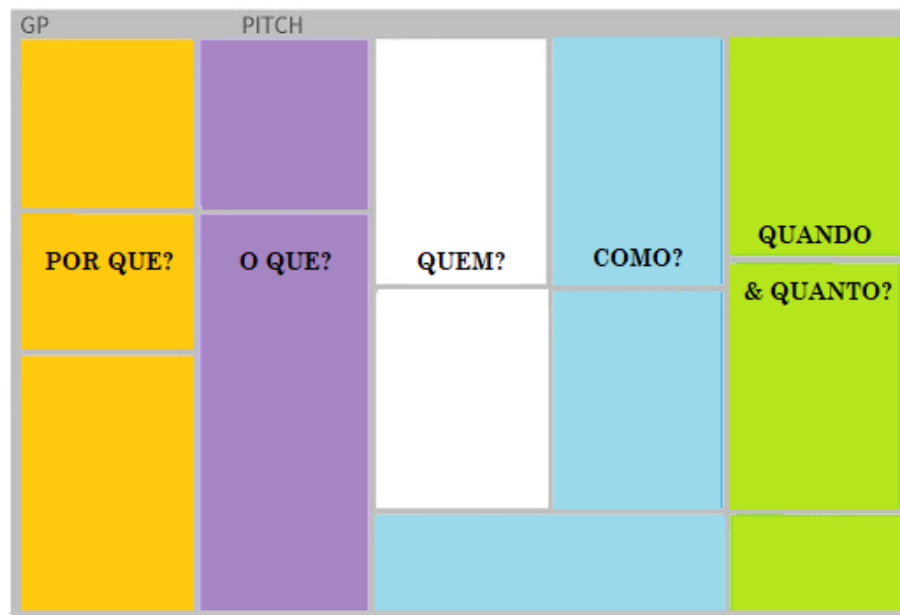 GP PITCH
POR QUE? O QUE? QUEM? COMO? QUANDO
& QUANTO?